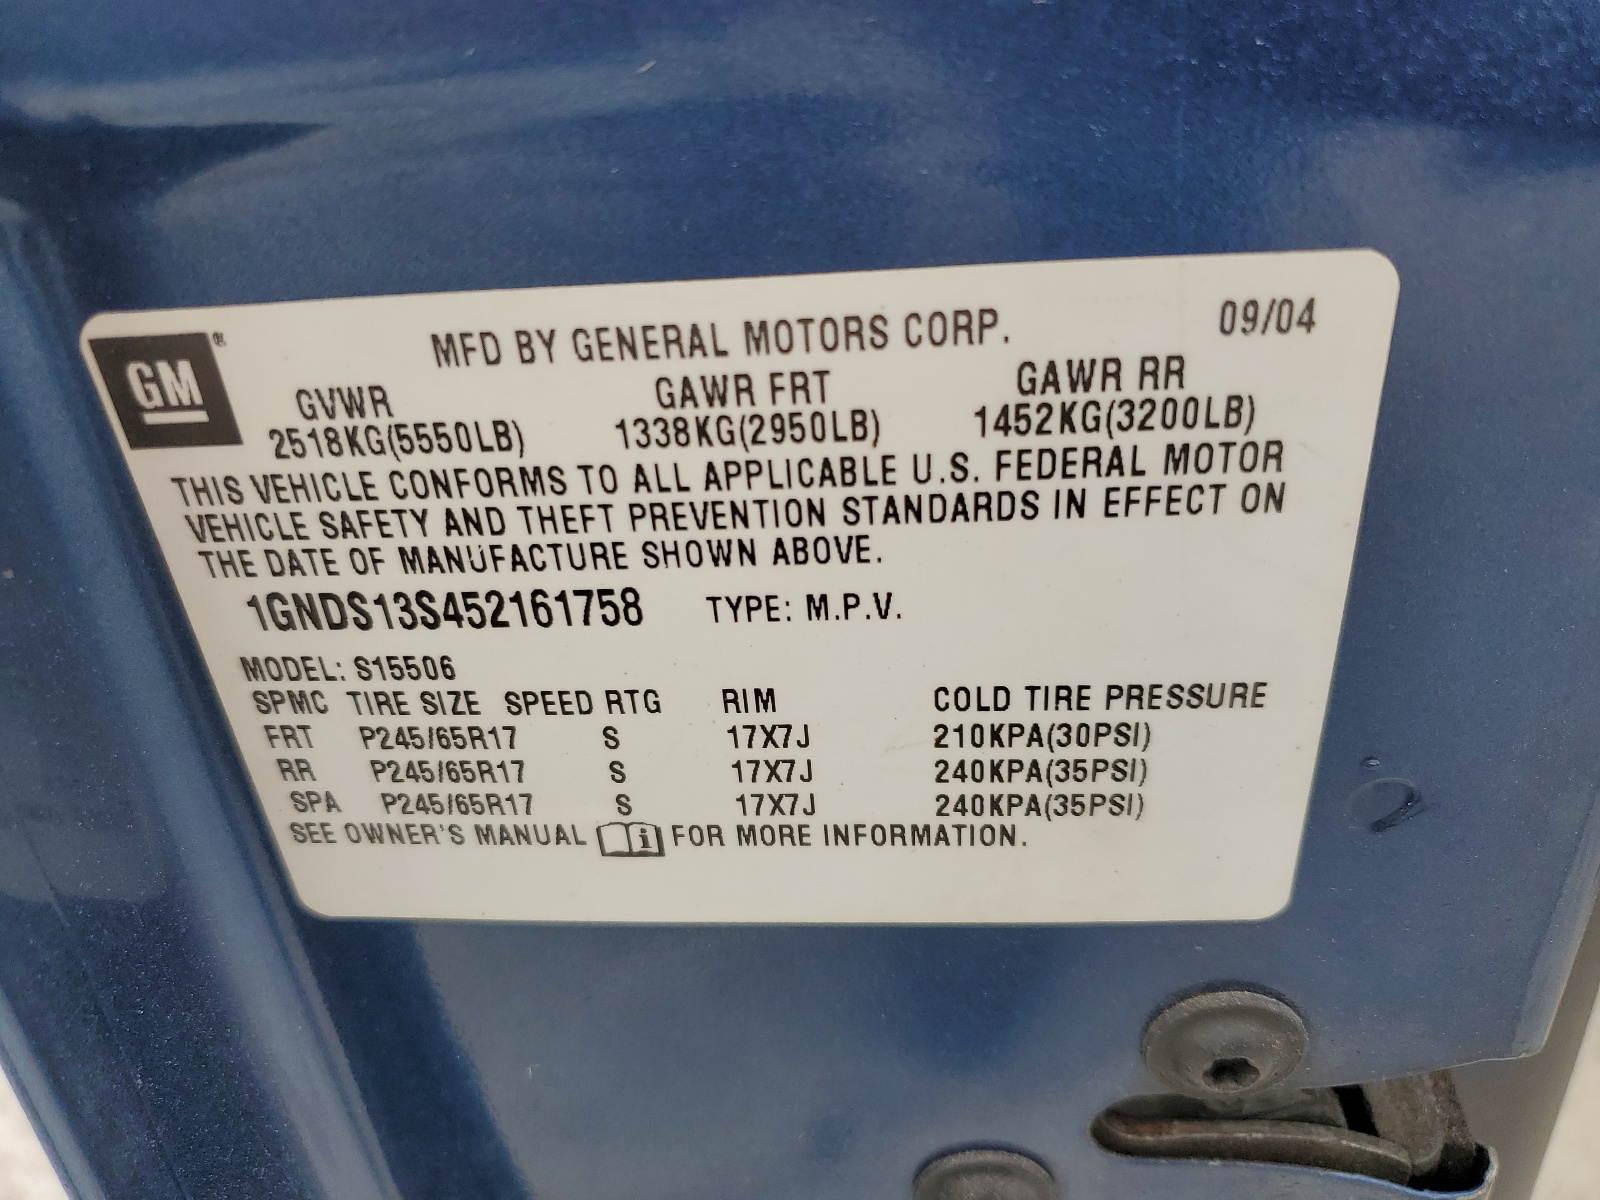 GM®
MFD BY GENERAL MOTORS CORP. 09/04
GVWR GAWR FRT GAWR RR
2518KG(5550LB) 1338KG(2950LB) 1452KG(3200LB)
THIS VEHICLE CONFORMS TO ALL APPLICABLE U.S. FEDERAL MOTOR
VEHICLE SAFETY AND THEFT PREVENTION STANDARDS IN EFFECT ON
THE DATE OF MANUFACTURE SHOWN ABOVE.
1GNDS13S452161758 TYPE: M.P.V.
MODEL: S15506
SPMC TIRE SIZE SPEED RTG RIM COLD TIRE PRESSURE
FRT P245/65R17 S 17X7J 210KPA(30PSI)
RR P245/65R17 S 17X7J 240KPA(35PSI)
SPA P245/65R17 S 17X7J 240KPA(35PSI)
SEE OWNER'S MANUAL i FOR MORE INFORMATION.